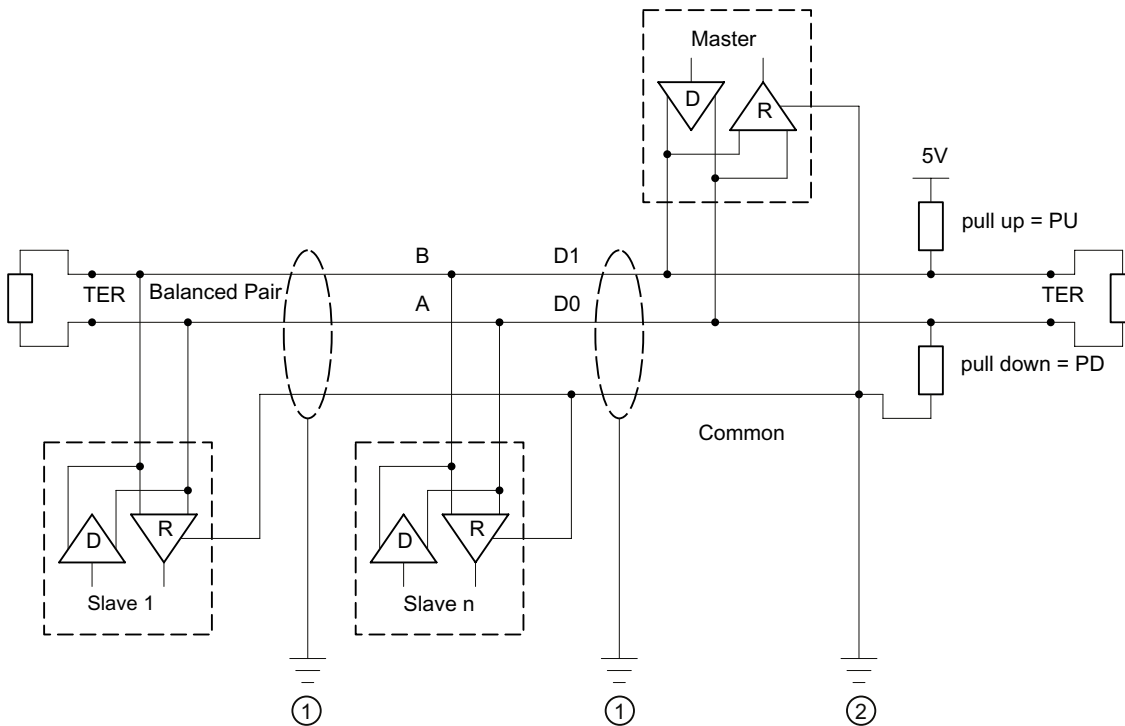 Master
D
R
5V
pull up = PU
B
D1
TER
Balanced Pair
A
D0
TER
pull down = PD
Common
D
R
D
R
Slave 1
Slave n
1
1
2